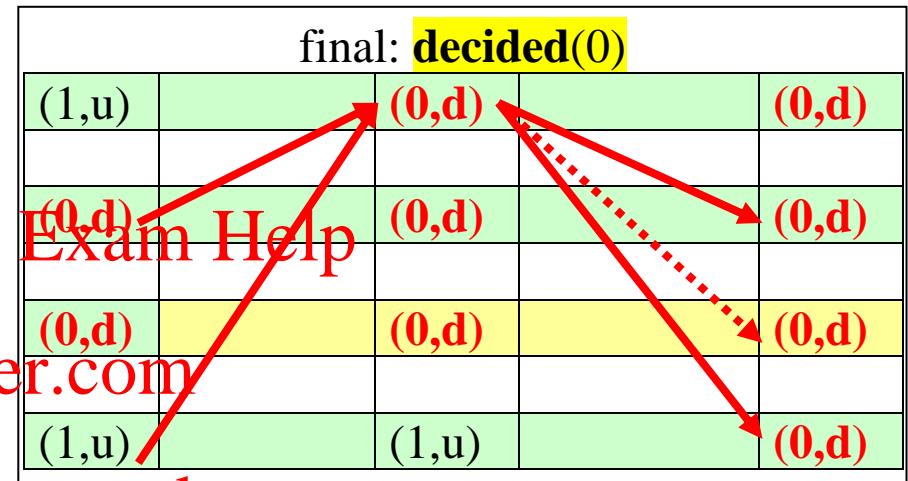 final: decided(0)
(1,u) (0,d) (0,d)
(0,d) (0,d) (0,d)
Exam Help
(0,d) (0,d) (0,d)
er.com
(1,u) (1,u) (0,d)